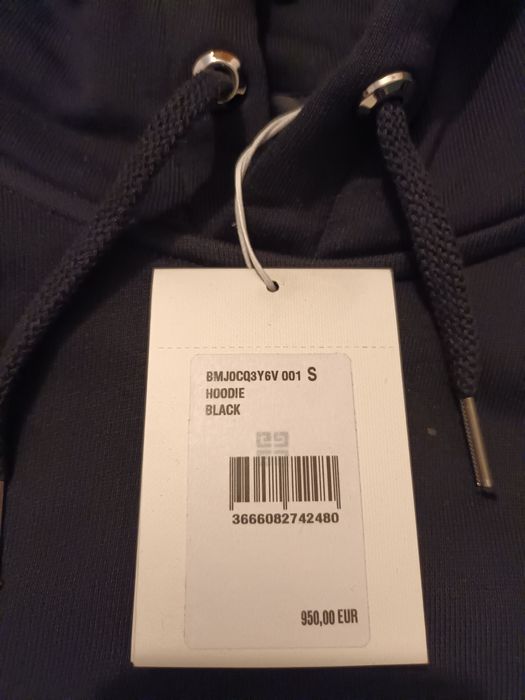 BMJ0CQ3Y6V 001 S
HOODIE
BLACK
3666082742480
950,00 EUR